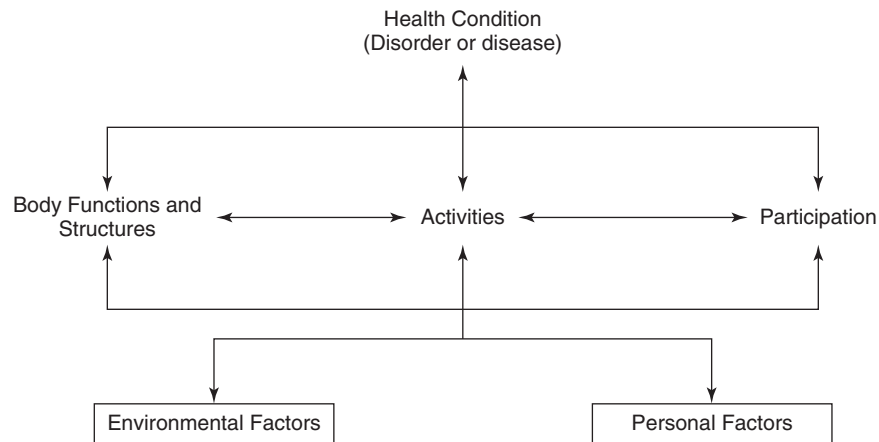 Health Condition
(Disorder or disease)
Body Functions and
Structures
Activities
Participation
Environmental Factors
Personal Factors